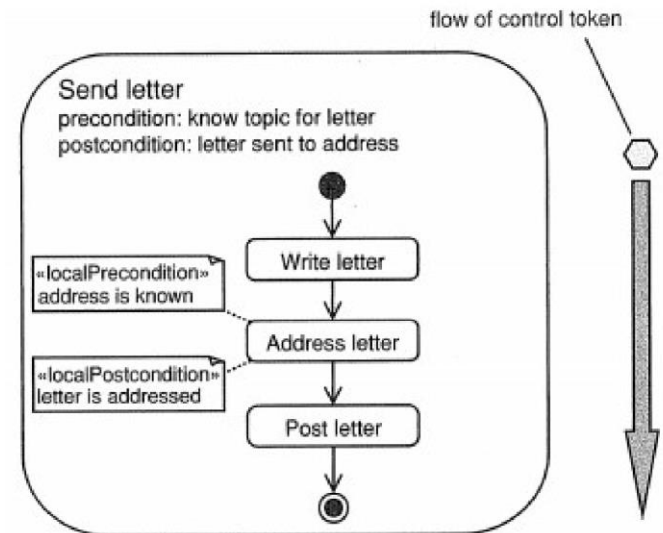 flow of control token
Send letter
precondition: know topic for letter
postcondition: letter sent to address
Write letter
«localPrecondition»
address is known
Address letter
«localPostcondition»
letter is addressed
Post letter